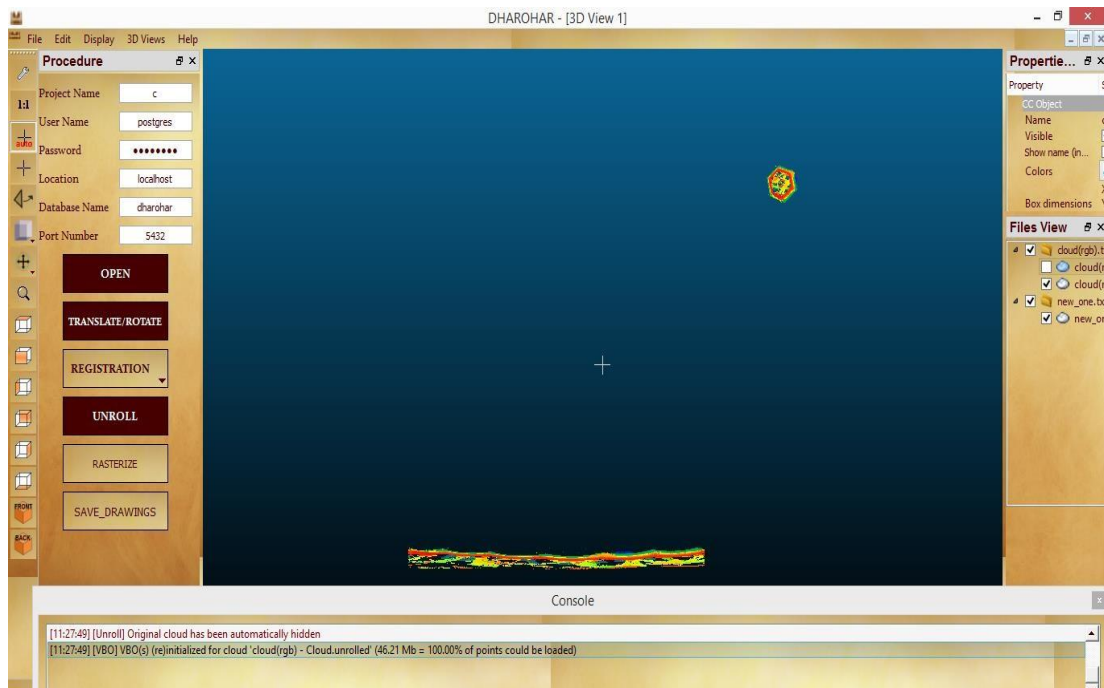 DHAROHAR - [3D View 1]
File Edit Display 3D Views Help
Procedure
Project Name c
User Name postgres
Password ••••••••
Location localhost
Database Name dharohar
Port Number 5432
OPEN
TRANSLATE/ROTATE
REGISTRATION
UNROLL
RASTERIZE
SAVE_DRAWINGS
1:1
auto
FRONT
BACK
Propertie...
Property S
CC Object
Name
Visible
Show name (in...
Colors
Box dimensions
Files View
cloud(rgb).t
cloud(r
cloud(r
new_one.tx
new_or
Console
[11:27:49] [Unroll] Original cloud has been automatically hidden
[11:27:49] [VBO] VBO(s) (re)initialized for cloud 'cloud(rgb) - Cloud.unrolled' (46.21 Mb = 100.00% of points could be loaded)